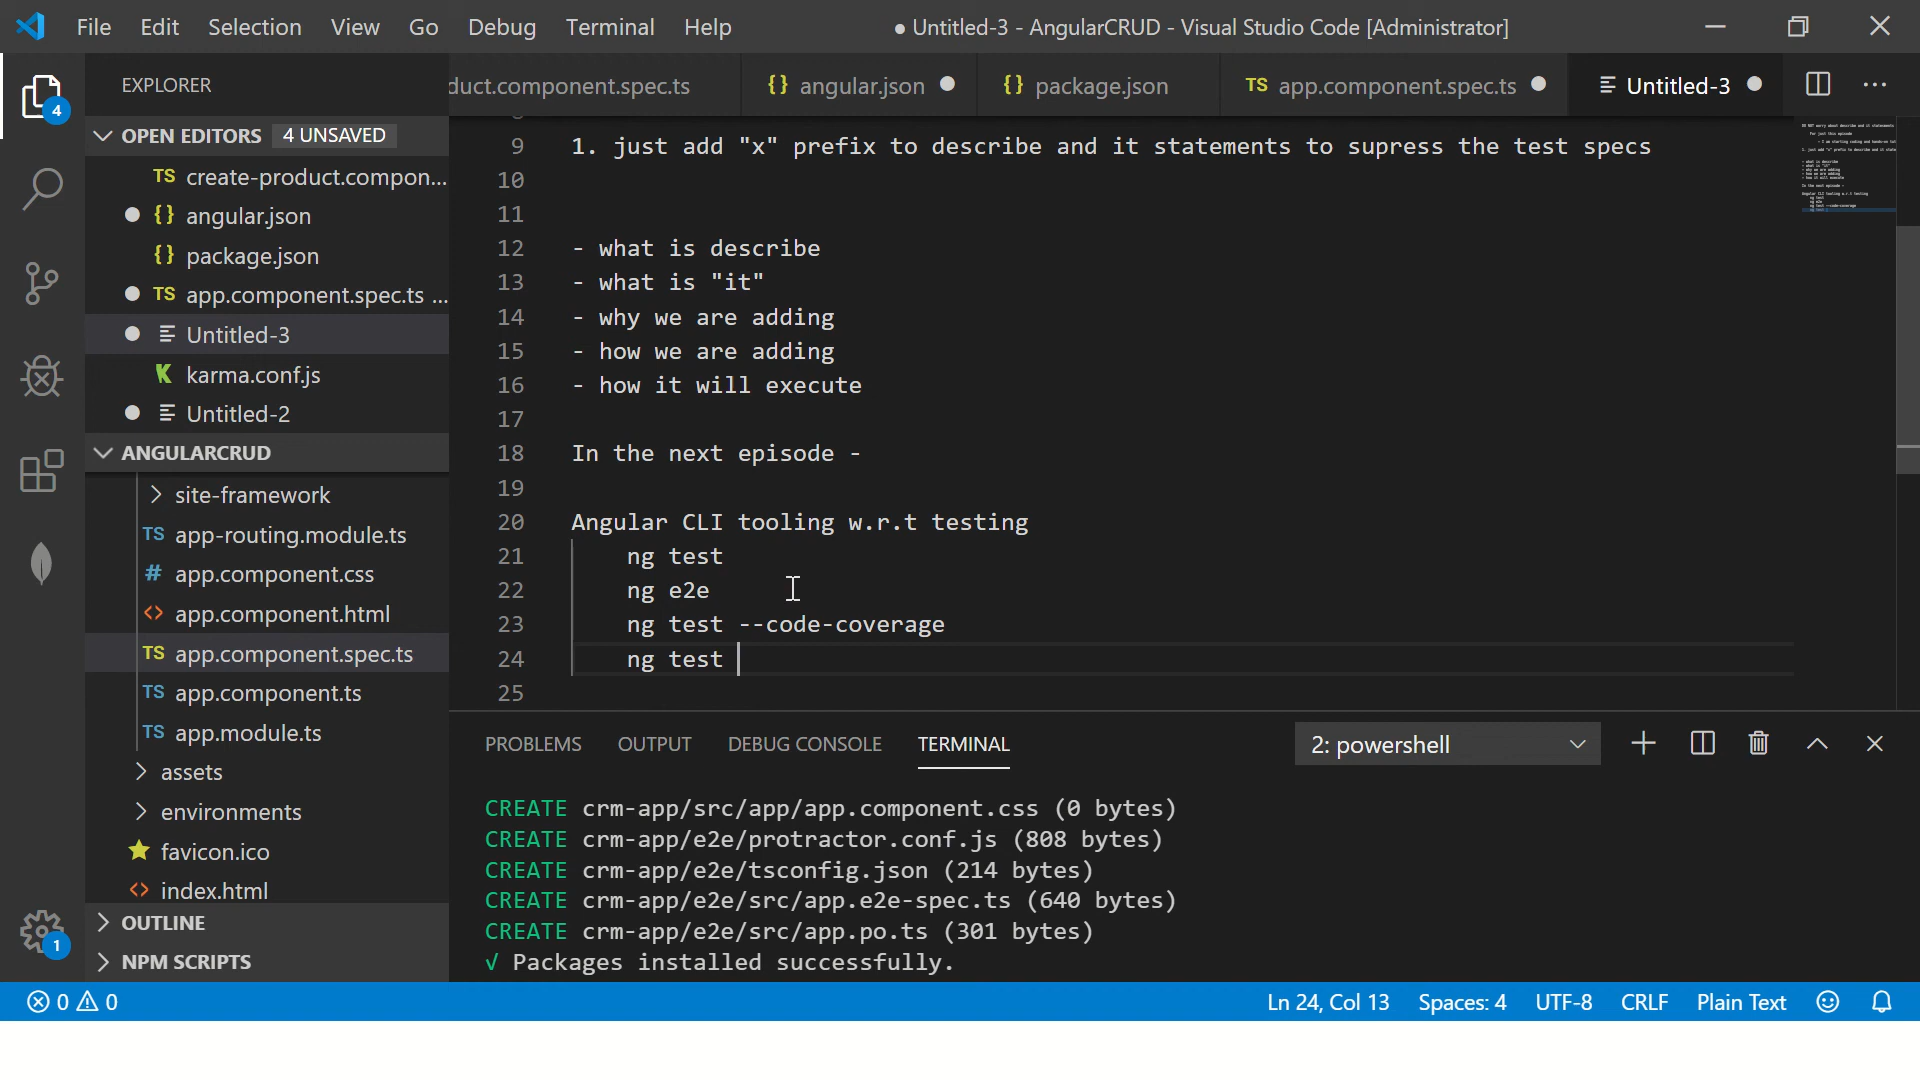 File Edit Selection View Go Debug Terminal Help ● Untitled-3 - AngularCRUD - Visual Studio Code [Administrator]
EXPLORER
duct.component.spec.ts {} angular.json ● {} package.json TS app.component.spec.ts ● Untitled-3 ● ...
4
OPEN EDITORS 4 UNSAVED
TS create-product.compon...
● {} angular.json
{} package.json
● TS app.component.spec.ts ...
● Untitled-3
K karma.conf.js
● Untitled-2
ANGULARCRUD
site-framework
TS app-routing.module.ts
# app.component.css
<> app.component.html
TS app.component.spec.ts
TS app.component.ts
TS app.module.ts
assets
environments
favicon.ico
<> index.html
OUTLINE
NPM SCRIPTS
1
9 1. just add "x" prefix to describe and it statements to supress the test specs
10
11
12 - what is describe
13 - what is "it"
14 - why we are adding
15 - how we are adding
16 - how it will execute
17
18 In the next episode -
19
20 Angular CLI tooling w.r.t testing
21 ng test
22 ng e2e
23 ng test --code-coverage
24 ng test
25
PROBLEMS OUTPUT DEBUG CONSOLE TERMINAL 2: powershell
CREATE crm-app/src/app/app.component.css (0 bytes)
CREATE crm-app/e2e/protractor.conf.js (808 bytes)
CREATE crm-app/e2e/tsconfig.json (214 bytes)
CREATE crm-app/e2e/src/app.e2e-spec.ts (640 bytes)
CREATE crm-app/e2e/src/app.po.ts (301 bytes)
√ Packages installed successfully.
0 0 Ln 24, Col 13 Spaces: 4 UTF-8 CRLF Plain Text